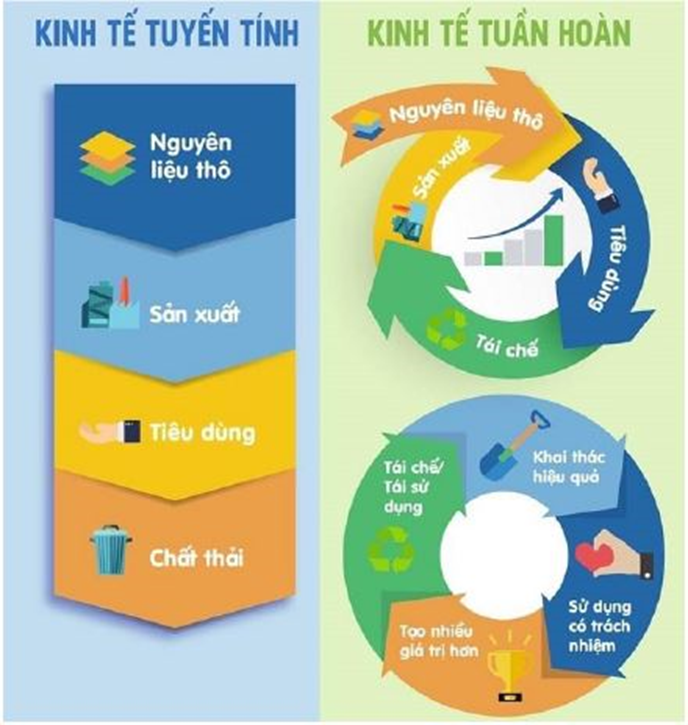 KINH TẾ TUYẾN TÍNH
Nguyên
liệu thô
Sản xuất
Tiêu dùng
Chất thải
KINH TẾ TUẦN HOÀN
Nguyên liệu thô
Sản xuất
Tiêu dùng
Tái chế
Khai thác
hiệu quả
Sử dụng
có trách
nhiệm
Tạo nhiều
giá trị hơn
Tái chế/
Tái sử
dụng